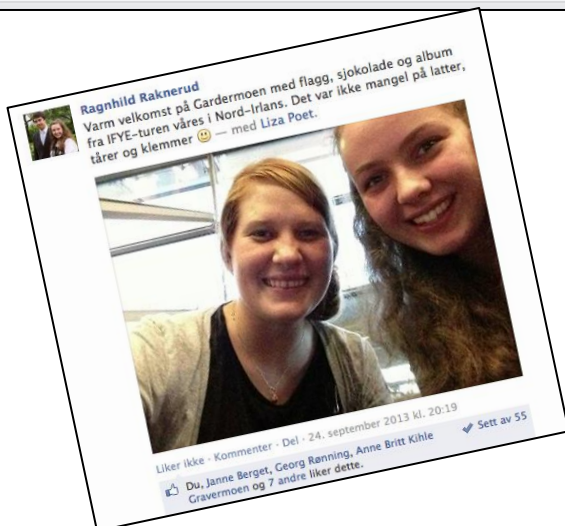 Ragnhild Raknerud
Varm velkomst på Gardermoen med flagg, sjokolade og album
fra IFYE-turen våres i Nord-Irlans. Det var ikke mangel på latter,
tårer og klemmer 😃 — med Liza Poet.
Liker ikke · Kommenter · Del · 24. september 2013 kl. 20:19
Du, Janne Berget, Georg Rønning, Anne Britt Kihle
Gravermoen og 7 andre liker dette.
Sett av 55